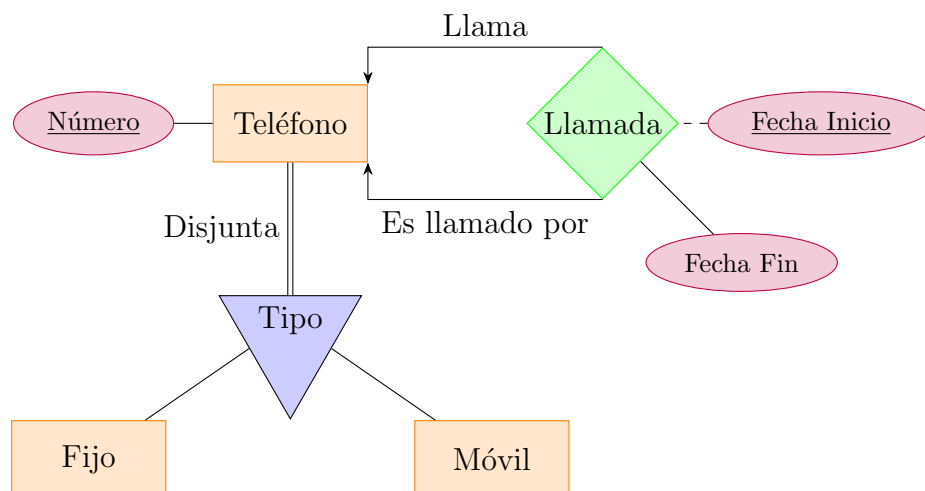 Llama
Número
Teléfono
Llamada
Fecha Inicio
Disjunta
Es llamado por
Fecha Fin
Tipo
Fijo
Móvil